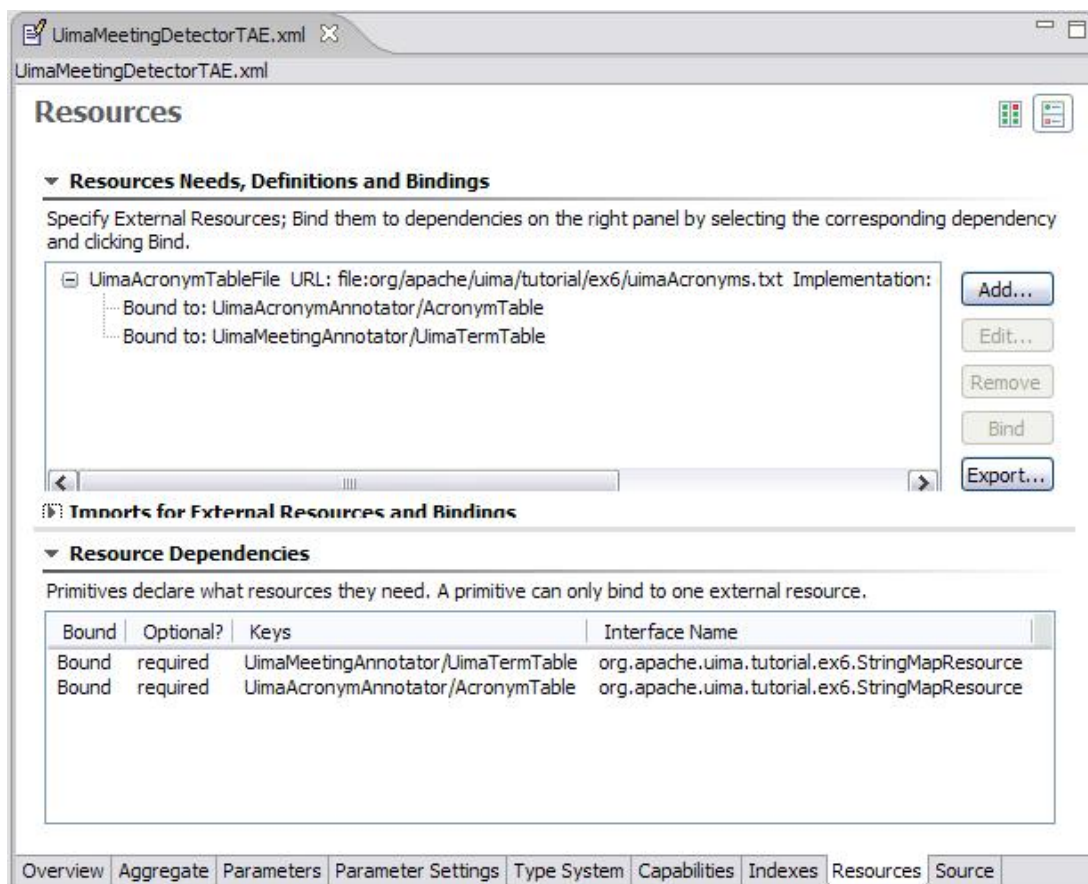 UimaMeetingDetectorTAE.xml
UimaMeetingDetectorTAE.xml
Resources
Resources Needs, Definitions and Bindings
Specify External Resources; Bind them to dependencies on the right panel by selecting the corresponding dependency
and clicking Bind.
UimaAcronymTableFile URL: file:org/apache/uima/tutorial/ex6/uimaAcronyms.txt Implementation:
Bound to: UimaAcronymAnnotator/AcronymTable
Bound to: UimaMeetingAnnotator/UimaTermTable
Add...
Edit...
Remove
Bind
Export...
Imports for External Resources and Bindings
Resource Dependencies
Primitives declare what resources they need. A primitive can only bind to one external resource.
Bound Optional? Keys Interface Name
Bound required UimaMeetingAnnotator/UimaTermTable org.apache.uima.tutorial.ex6.StringMapResource
Bound required UimaAcronymAnnotator/AcronymTable org.apache.uima.tutorial.ex6.StringMapResource
Overview Aggregate Parameters Parameter Settings Type System Capabilities Indexes Resources Source